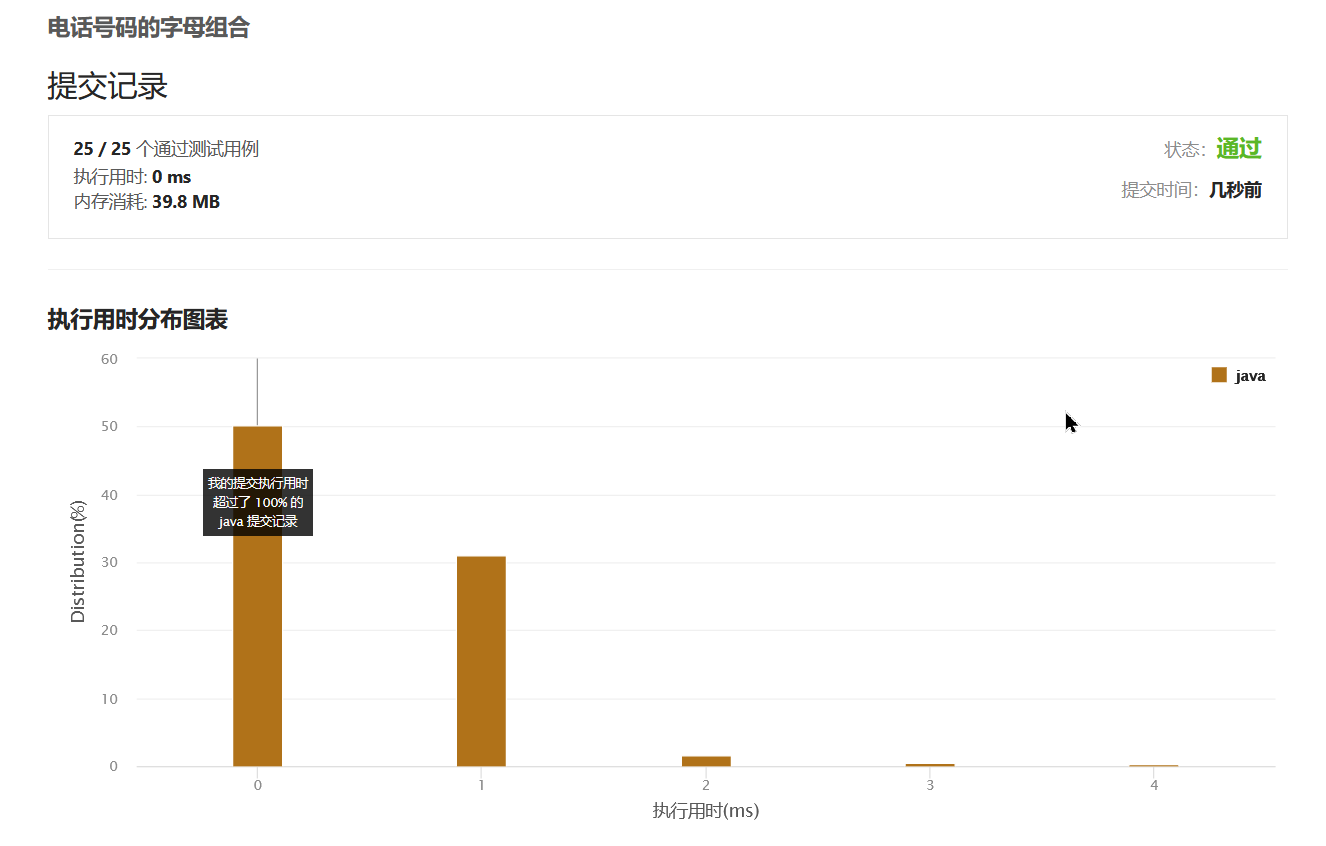 电话号码的字母组合
提交记录
25 / 25 个通过测试用例
状态：通过
执行用时: 0 ms
提交时间：几秒前
内存消耗: 39.8 MB
执行用时分布图表
60
java
50
我的提交执行用时
超过了 100% 的
java 提交记录
40
30
20
10
0
Distribution(%)
0 1 2 3 4
执行用时(ms)